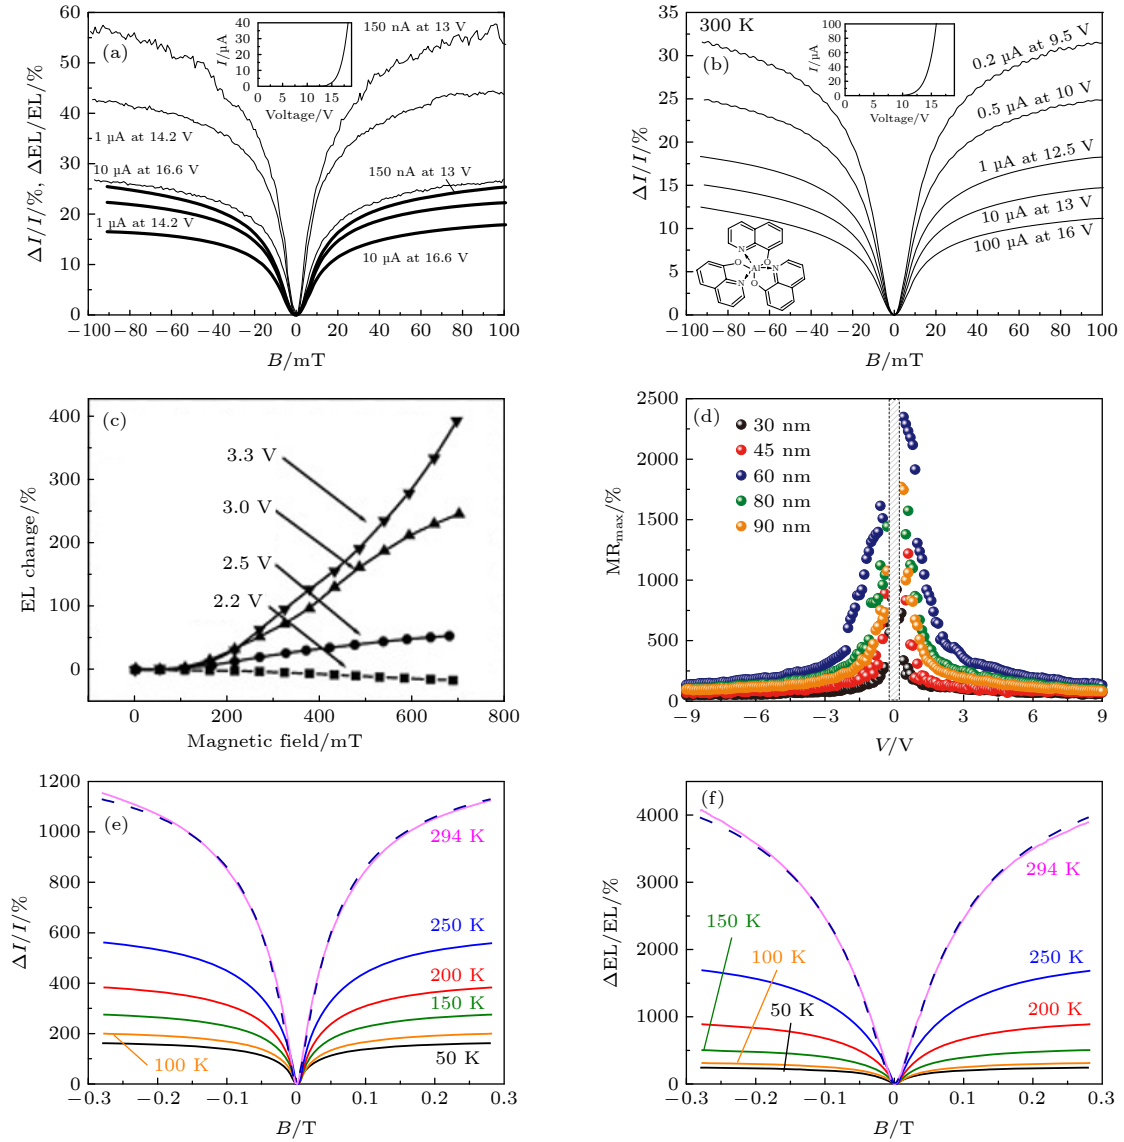 (a)
150 nA at 13 V
1 µA at 14.2 V
10 µA at 16.6 V
150 nA at 13 V
1 µA at 14.2 V
10 µA at 16.6 V
I/µA
40
30
20
10
0
0 5 10 15
Voltage/V
ΔI/I/%, ΔEL/EL/%
60
50
40
30
20
10
0
−100 −80 −60 −40 −20 0 20 40 60 80 100
B/mT
300 K
(b)
0.2 µA at 9.5 V
0.5 µA at 10 V
1 µA at 12.5 V
10 µA at 13 V
100 µA at 16 V
I/µA
100
80
60
40
20
0
0 5 10 15
Voltage/V
N
O
Al
O
N
N
O
ΔI/I/%
35
30
25
20
15
10
5
0
−100 −80 −60 −40 −20 0 20 40 60 80 100
B/mT
(c)
3.3 V
3.0 V
2.5 V
2.2 V
EL change/%
400
300
200
100
0
0 200 400 600 800
Magnetic field/mT
(d)
30 nm
45 nm
60 nm
80 nm
90 nm
MRmax/%
2500
2000
1500
1000
500
0
−9 −6 −3 0 3 6 9
V/V
(e)
294 K
250 K
200 K
150 K
100 K
50 K
ΔI/I/%
1200
1000
800
600
400
200
0
−0.3 −0.2 −0.1 0 0.1 0.2 0.3
B/T
(f)
294 K
150 K
100 K
250 K
50 K
200 K
ΔEL/EL/%
4000
3000
2000
1000
0
−0.3 −0.2 −0.1 0 0.1 0.2 0.3
B/T